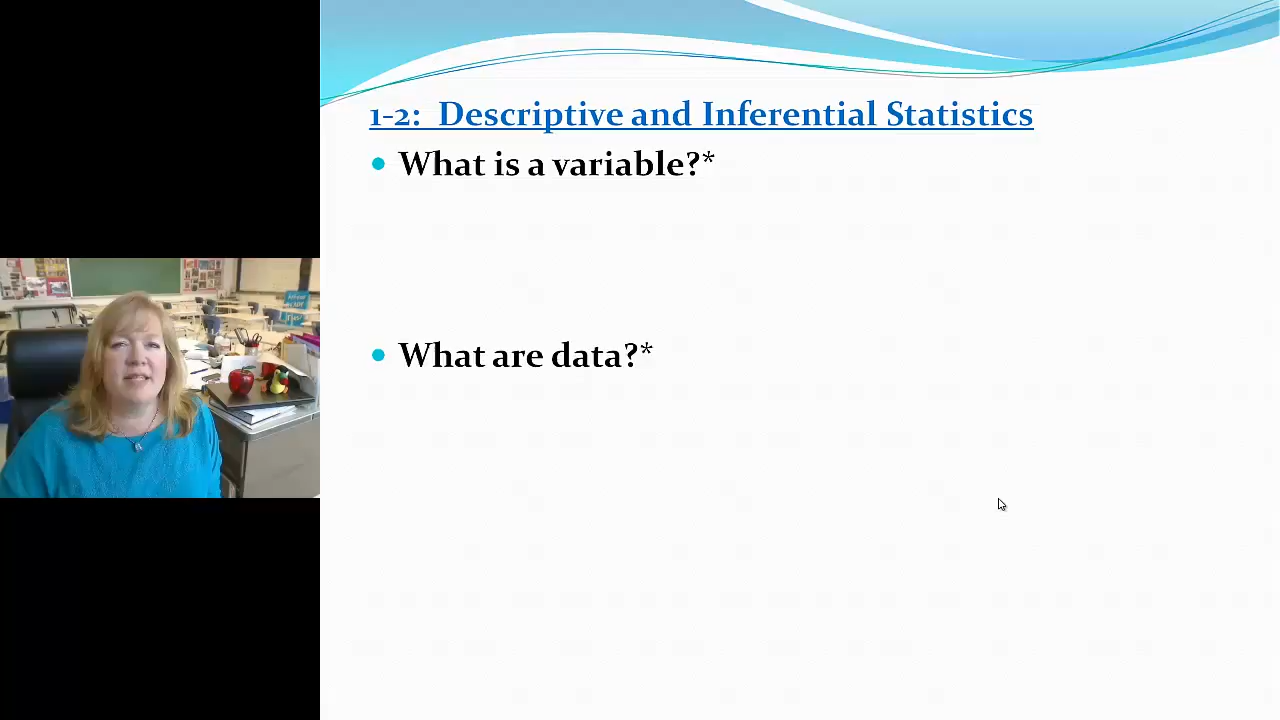 1-2: Descriptive and Inferential Statistics
What is a variable?*
What are data?*